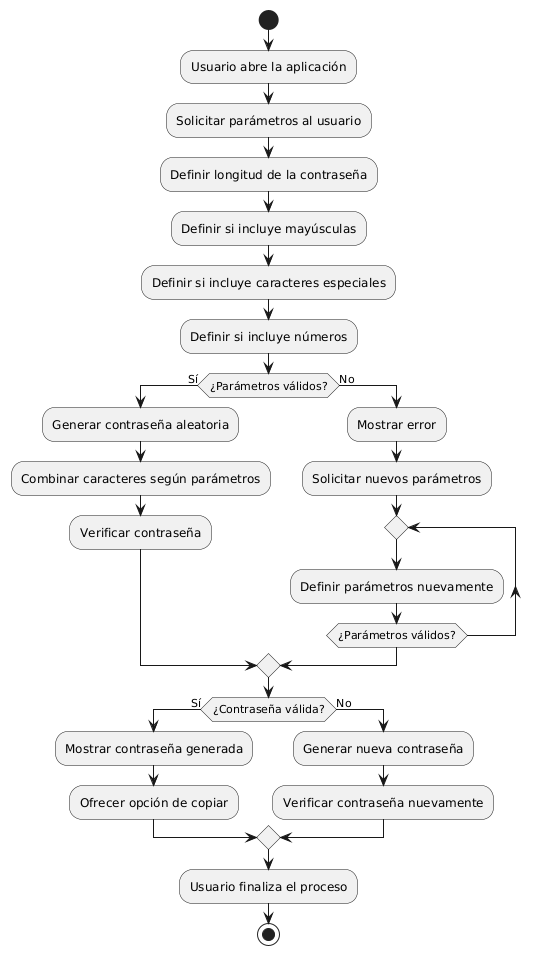 Usuario abre la aplicación
Solicitar parámetros al usuario
Definir longitud de la contraseña
Definir si incluye mayúsculas
Definir si incluye caracteres especiales
Definir si incluye números
Sí
¿Parámetros válidos?
No
Generar contraseña aleatoria
Combinar caracteres según parámetros
Verificar contraseña
Mostrar error
Solicitar nuevos parámetros
Definir parámetros nuevamente
¿Parámetros válidos?
Sí
¿Contraseña válida?
No
Mostrar contraseña generada
Ofrecer opción de copiar
Generar nueva contraseña
Verificar contraseña nuevamente
Usuario finaliza el proceso